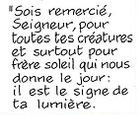 "Sois remercié,
Seigneur, pour
toutes tes créatures
et surtout pour
frère soleil qui nous
donne le jour:
il est le signe de
ta lumière.